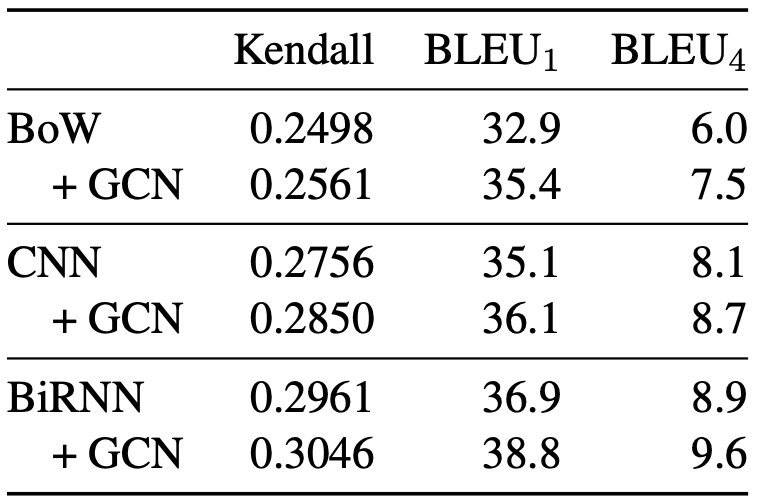 Kendall BLEU₁ BLEU₄
BoW 0.2498 32.9 6.0
+ GCN 0.2561 35.4 7.5
CNN 0.2756 35.1 8.1
+ GCN 0.2850 36.1 8.7
BiRNN 0.2961 36.9 8.9
+ GCN 0.3046 38.8 9.6